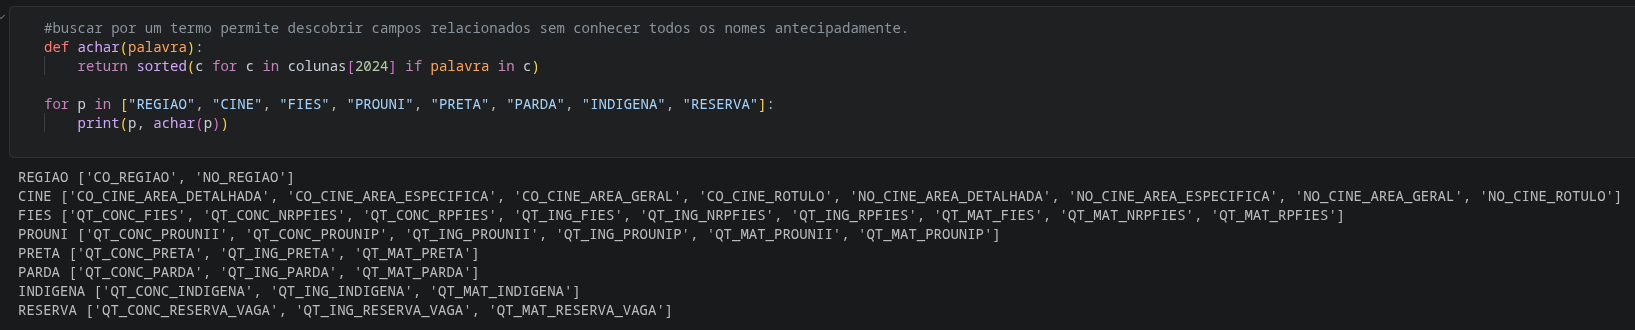 #buscar por um termo permite descobrir campos relacionados sem conhecer todos os nomes antecipadamente.
def achar(palavra):
    return sorted(c for c in colunas[2024] if palavra in c)
for p in ["REGIAO", "CINE", "FIES", "PROUNI", "PRETA", "PARDA", "INDIGENA", "RESERVA"]:
    print(p, achar(p))
REGIAO ['CO_REGIAO', 'NO_REGIAO']
CINE ['CO_CINE_AREA_DETALHADA', 'CO_CINE_AREA_ESPECIFICA', 'CO_CINE_AREA_GERAL', 'CO_CINE_ROTULO', 'NO_CINE_AREA_DETALHADA', 'NO_CINE_AREA_ESPECIFICA', 'NO_CINE_AREA_GERAL', 'NO_CINE_ROTULO']
FIES ['QT_CONC_FIES', 'QT_CONC_NRPFIES', 'QT_CONC_RPFIES', 'QT_ING_FIES', 'QT_ING_NRPFIES', 'QT_ING_RPFIES', 'QT_MAT_FIES', 'QT_MAT_NRPFIES', 'QT_MAT_RPFIES']
PROUNI ['QT_CONC_PROUNII', 'QT_CONC_PROUNIP', 'QT_ING_PROUNII', 'QT_ING_PROUNIP', 'QT_MAT_PROUNII', 'QT_MAT_PROUNIP']
PRETA ['QT_CONC_PRETA', 'QT_ING_PRETA', 'QT_MAT_PRETA']
PARDA ['QT_CONC_PARDA', 'QT_ING_PARDA', 'QT_MAT_PARDA']
INDIGENA ['QT_CONC_INDIGENA', 'QT_ING_INDIGENA', 'QT_MAT_INDIGENA']
RESERVA ['QT_CONC_RESERVA_VAGA', 'QT_ING_RESERVA_VAGA', 'QT_MAT_RESERVA_VAGA']